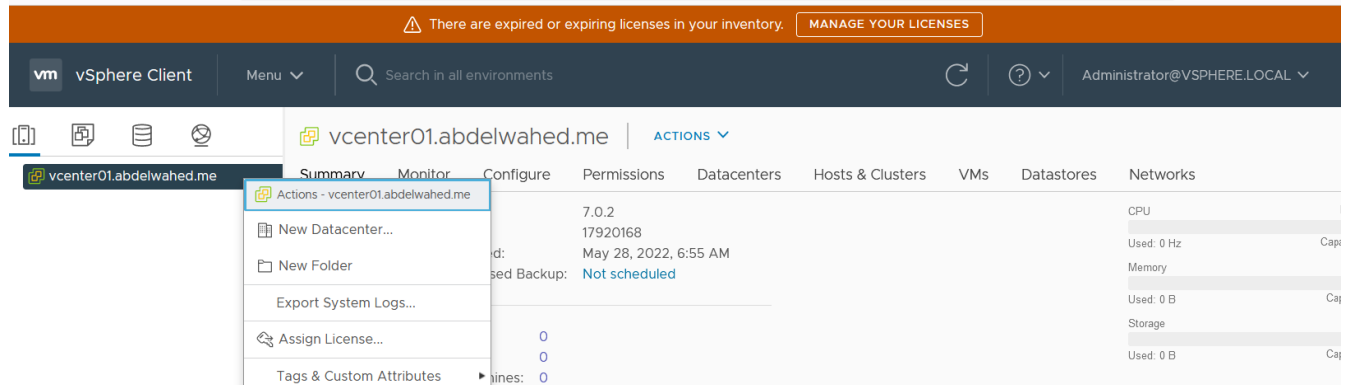 There are expired or expiring licenses in your inventory. MANAGE YOUR LICENSES
vm vSphere Client Menu Search in all environments Administrator@VSPHERE.LOCAL
vcenter01.abdelwahed.me ACTIONS
vcenter01.abdelwahed.me
Summary Monitor Configure Permissions Datacenters Hosts & Clusters VMs Datastores Networks
Actions - vcenter01.abdelwahed.me
New Datacenter...
New Folder
Export System Logs...
Assign License...
Tags & Custom Attributes
7.0.2
17920168
May 28, 2022, 6:55 AM
Backup: Not scheduled
0
0
0
CPU
Used: 0 Hz
Memory
Used: 0 B
Storage
Used: 0 B